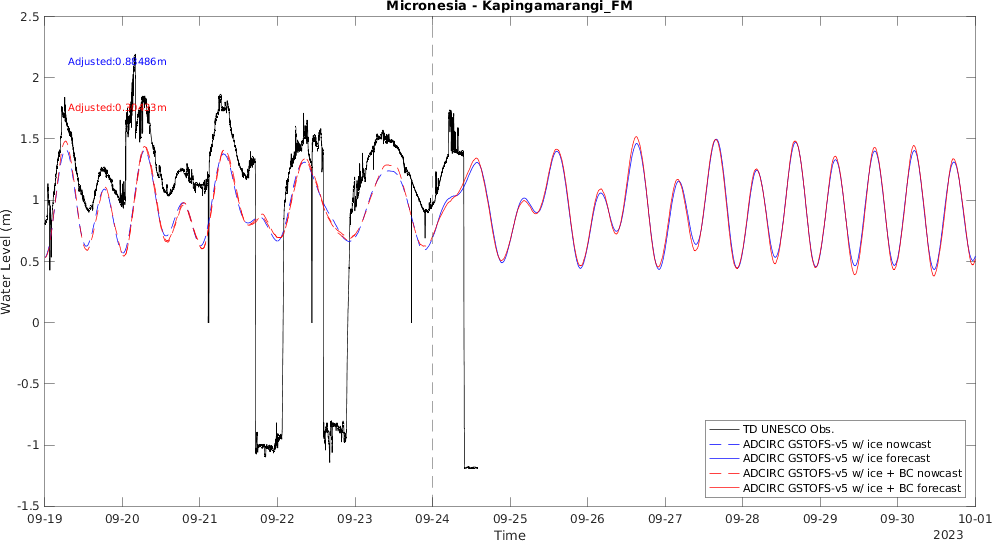 Micronesia - Kapingamarangi_FM
Adjusted:0.88486m
Water Level (m)
2.5
2
1.5
1
0.5
0
-0.5
-1
-1.5
TD UNESCO Obs.
ADCIRC GSTOFS-v5 w/ ice nowcast
ADCIRC GSTOFS-v5 w/ ice forecast
ADCIRC GSTOFS-v5 w/ ice + BC nowcast
ADCIRC GSTOFS-v5 w/ ice + BC forecast
09-19 09-20 09-21 09-22 09-23 09-24 09-25 09-26 09-27 09-28 09-29 09-30 10-01
Time
2023